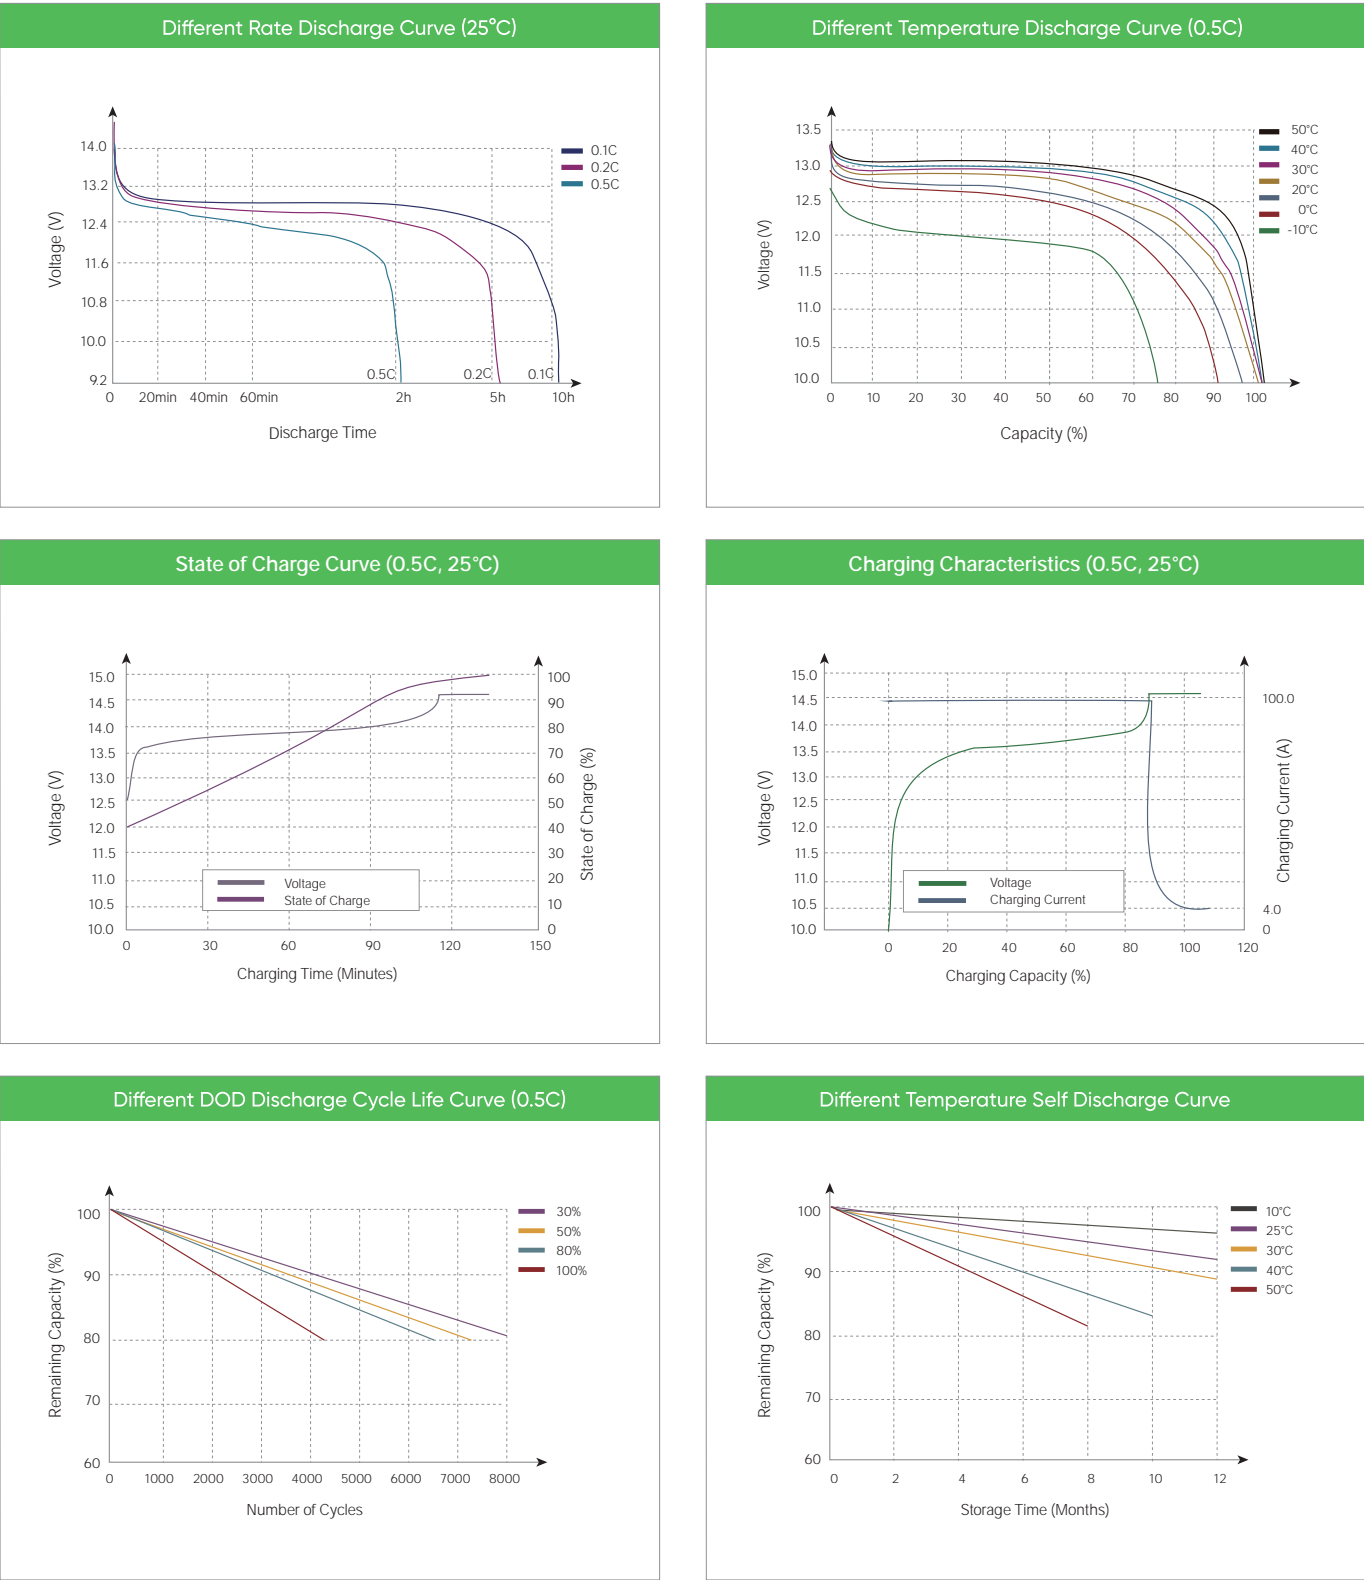 Different Rate Discharge Curve (25°C)
Voltage (V)
14.0
13.2
12.4
11.6
10.8
10.0
9.2
0.1C
0.2C
0.5C
0.5C
0.2C
0.1C
0 20min 40min 60min 2h 5h 10h
Discharge Time
Different Temperature Discharge Curve (0.5C)
Voltage (V)
13.5
13.0
12.5
12.0
11.5
11.0
10.5
10.0
50°C
40°C
30°C
20°C
0°C
-10°C
0 10 20 30 40 50 60 70 80 90 100
Capacity (%)
State of Charge Curve (0.5C, 25°C)
Voltage (V)
15.0
14.5
14.0
13.5
13.0
12.5
12.0
11.5
11.0
10.5
10.0
100
90
80
70
60
50
40
30
20
10
0
State of Charge (%)
Voltage
State of Charge
0 30 60 90 120 150
Charging Time (Minutes)
Charging Characteristics (0.5C, 25°C)
Voltage (V)
15.0
14.5
14.0
13.5
13.0
12.5
12.0
11.5
11.0
10.5
10.0
100.0
4.0
0
Charging Current (A)
Voltage
Charging Current
0 20 40 60 80 100 120
Charging Capacity (%)
Different DOD Discharge Cycle Life Curve (0.5C)
Remaining Capacity (%)
100
90
80
70
60
30%
50%
80%
100%
0 1000 2000 3000 4000 5000 6000 7000 8000
Number of Cycles
Different Temperature Self Discharge Curve
Remaining Capacity (%)
100
90
80
70
60
10°C
25°C
30°C
40°C
50°C
0 2 4 6 8 10 12
Storage Time (Months)